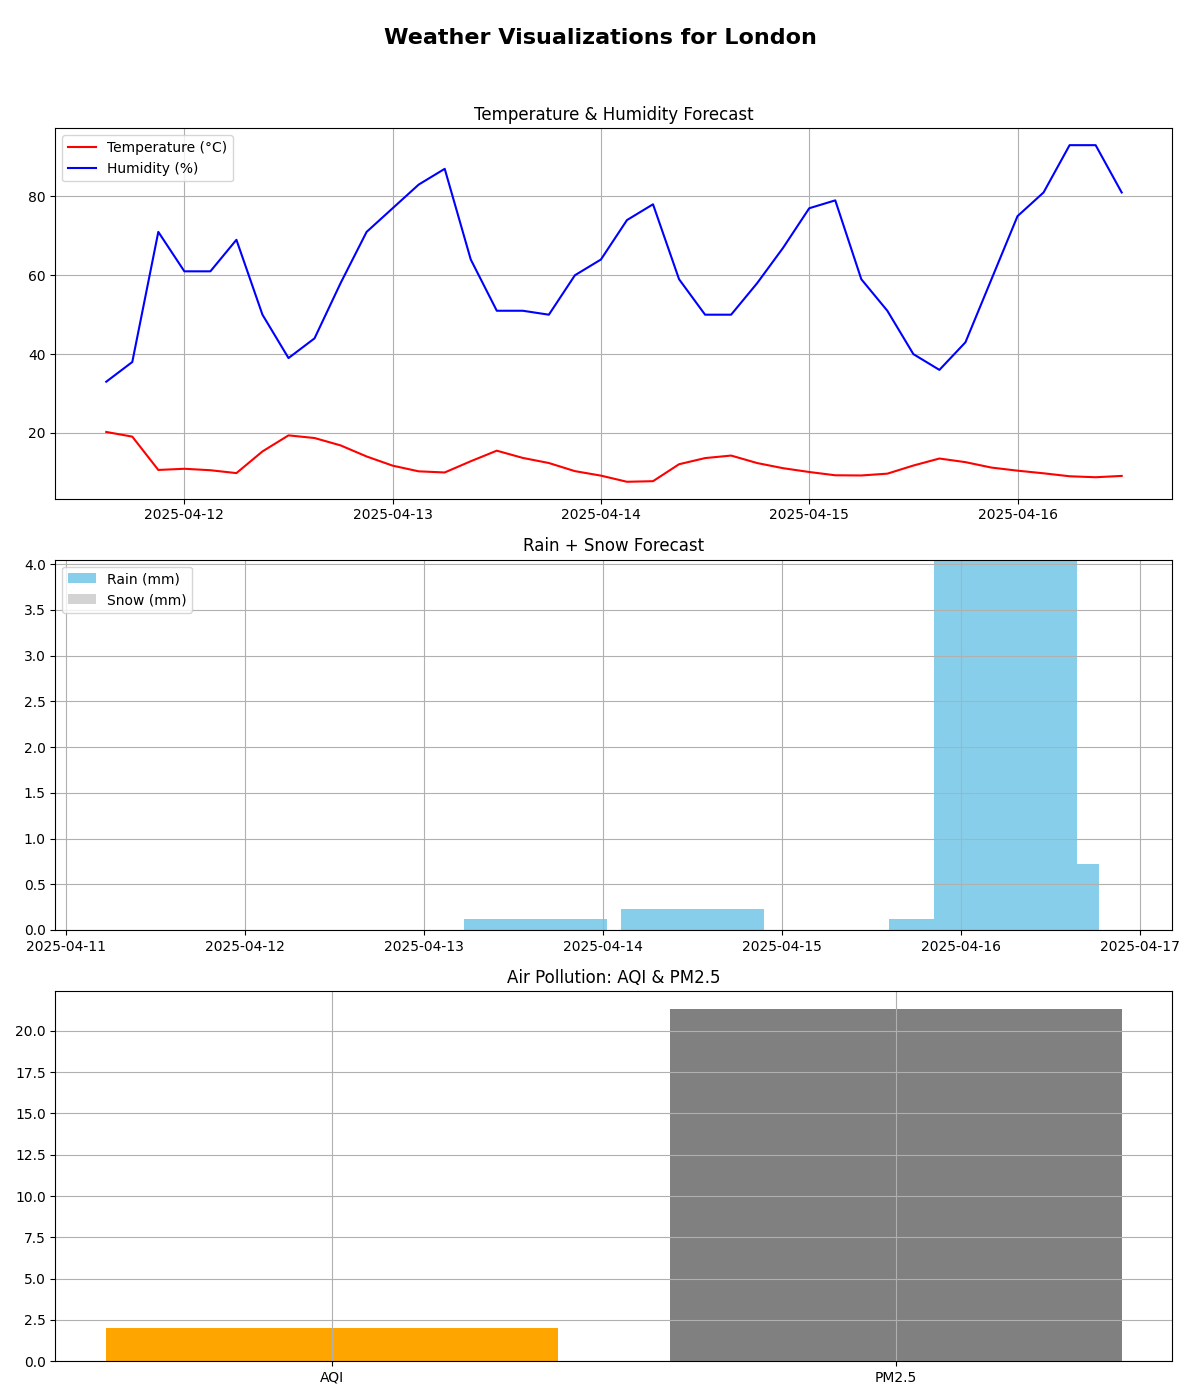 Weather Visualizations for London
Temperature & Humidity Forecast
Temperature (°C)
Humidity (%)
80
60
40
20
2025-04-12 2025-04-13 2025-04-14 2025-04-15 2025-04-16
Rain + Snow Forecast
Rain (mm)
Snow (mm)
4.0
3.5
3.0
2.5
2.0
1.5
1.0
0.5
0.0
2025-04-11 2025-04-12 2025-04-13 2025-04-14 2025-04-15 2025-04-16 2025-04-17
Air Pollution: AQI & PM2.5
20.0
17.5
15.0
12.5
10.0
7.5
5.0
2.5
0.0
AQI PM2.5